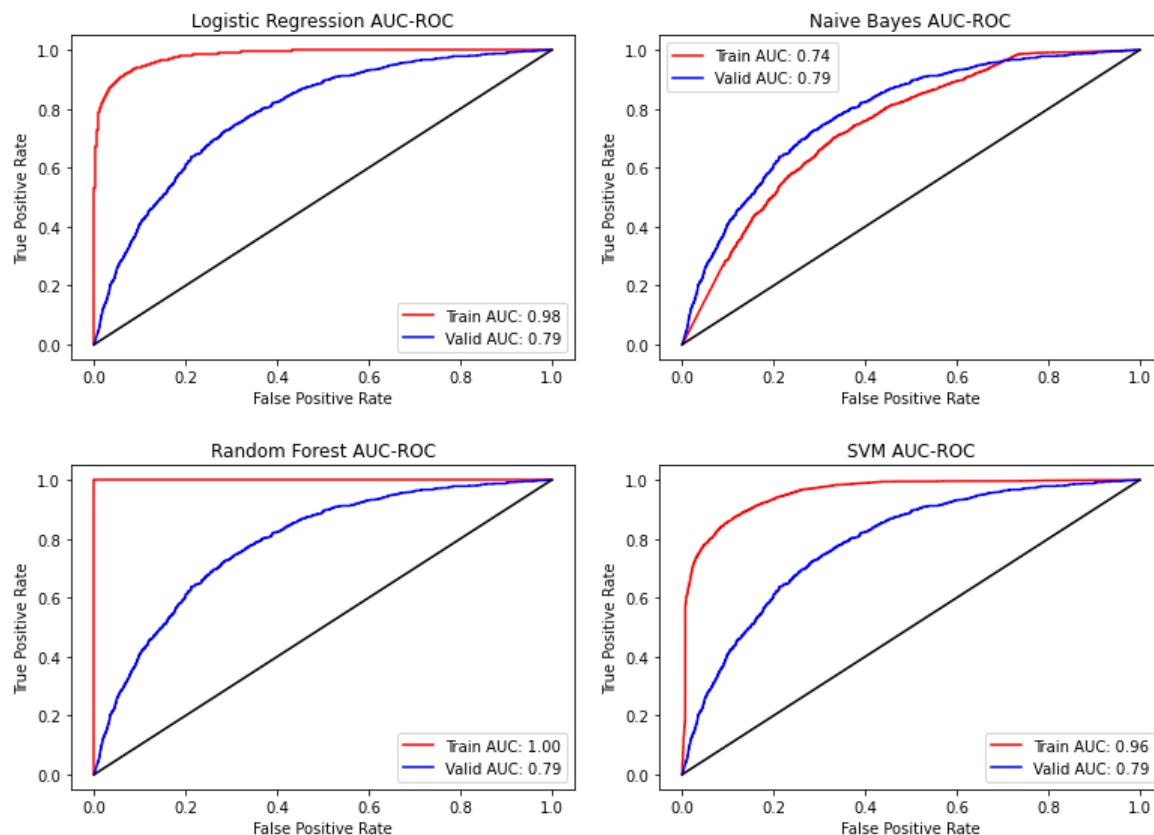 Logistic Regression AUC-ROC
True Positive Rate
1.0
0.8
0.6
0.4
0.2
0.0
Train AUC: 0.98
Valid AUC: 0.79
0.0 0.2 0.4 0.6 0.8 1.0
False Positive Rate
Naive Bayes AUC-ROC
True Positive Rate
1.0
0.8
0.6
0.4
0.2
0.0
Train AUC: 0.74
Valid AUC: 0.79
0.0 0.2 0.4 0.6 0.8 1.0
False Positive Rate
Random Forest AUC-ROC
True Positive Rate
1.0
0.8
0.6
0.4
0.2
0.0
Train AUC: 1.00
Valid AUC: 0.79
0.0 0.2 0.4 0.6 0.8 1.0
False Positive Rate
SVM AUC-ROC
True Positive Rate
1.0
0.8
0.6
0.4
0.2
0.0
Train AUC: 0.96
Valid AUC: 0.79
0.0 0.2 0.4 0.6 0.8 1.0
False Positive Rate